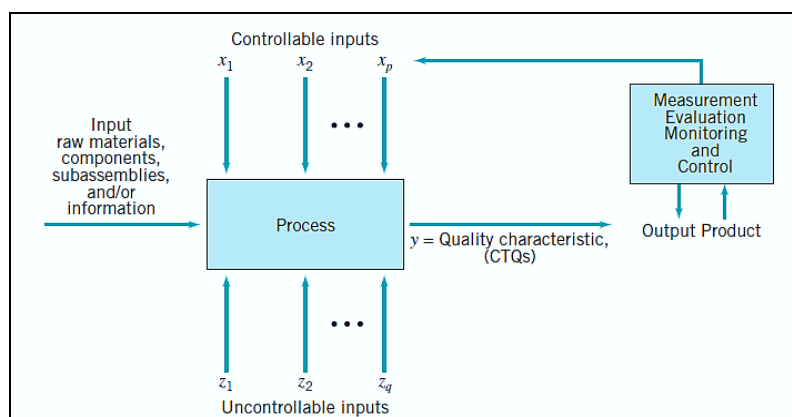 Controllable inputs
x1 x2 xp
Measurement
Evaluation
Monitoring
and
Control
Input
raw materials,
components,
subassemblies,
and/or
information
Process
y = Quality characteristic,
(CTQs)
Output Product
z1 z2 zq
Uncontrollable inputs